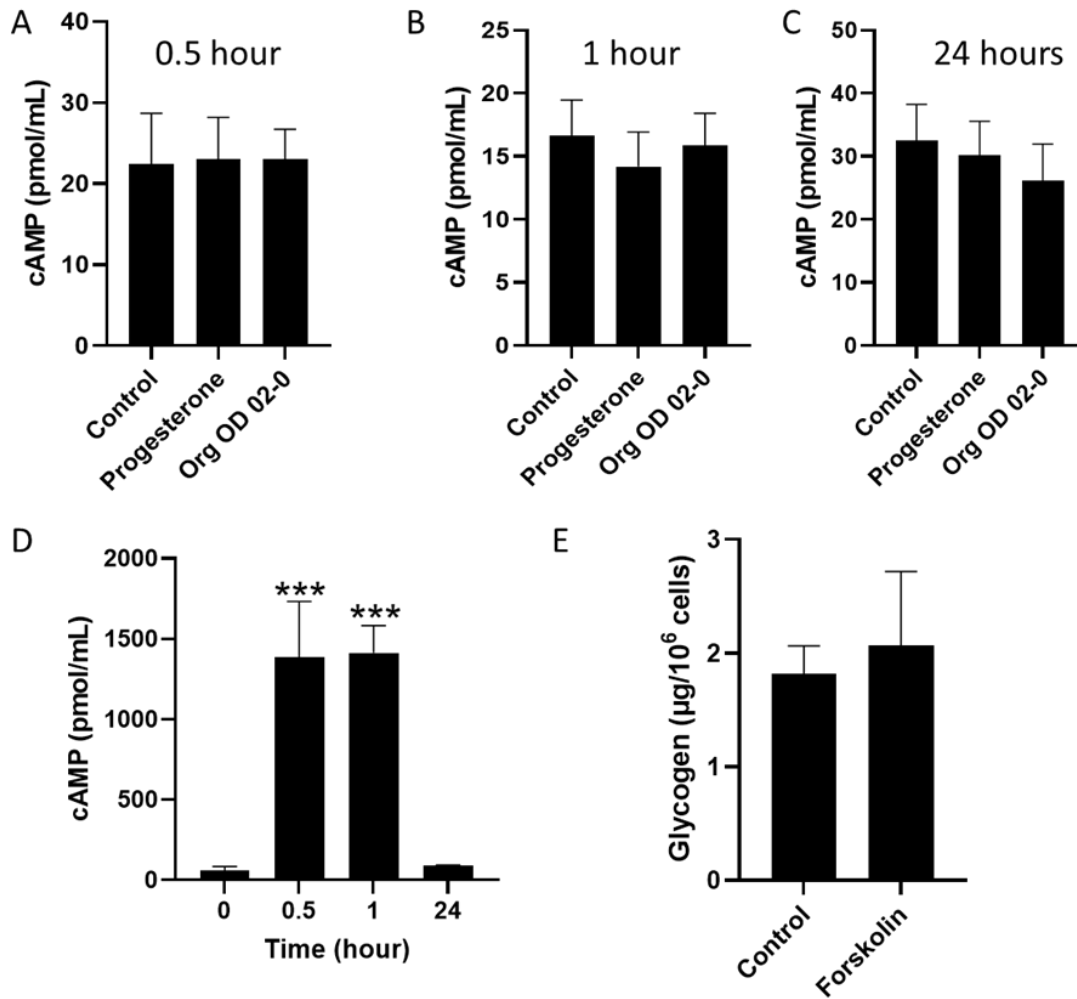 A
0.5 hour
cAMP (pmol/mL)
40
30
20
10
0
Control
Progesterone
Org OD 02-0
B
1 hour
cAMP (pmol/mL)
25
20
15
10
5
0
Control
Progesterone
Org OD 02-0
C
24 hours
cAMP (pmol/mL)
50
40
30
20
10
0
Control
Progesterone
Org OD 02-0
D
cAMP (pmol/mL)
2000
1500
1000
500
0
***
***
0 0.5 1 24
Time (hour)
E
Glycogen (μg/10⁶ cells)
3
2
1
0
Control
Forskolin